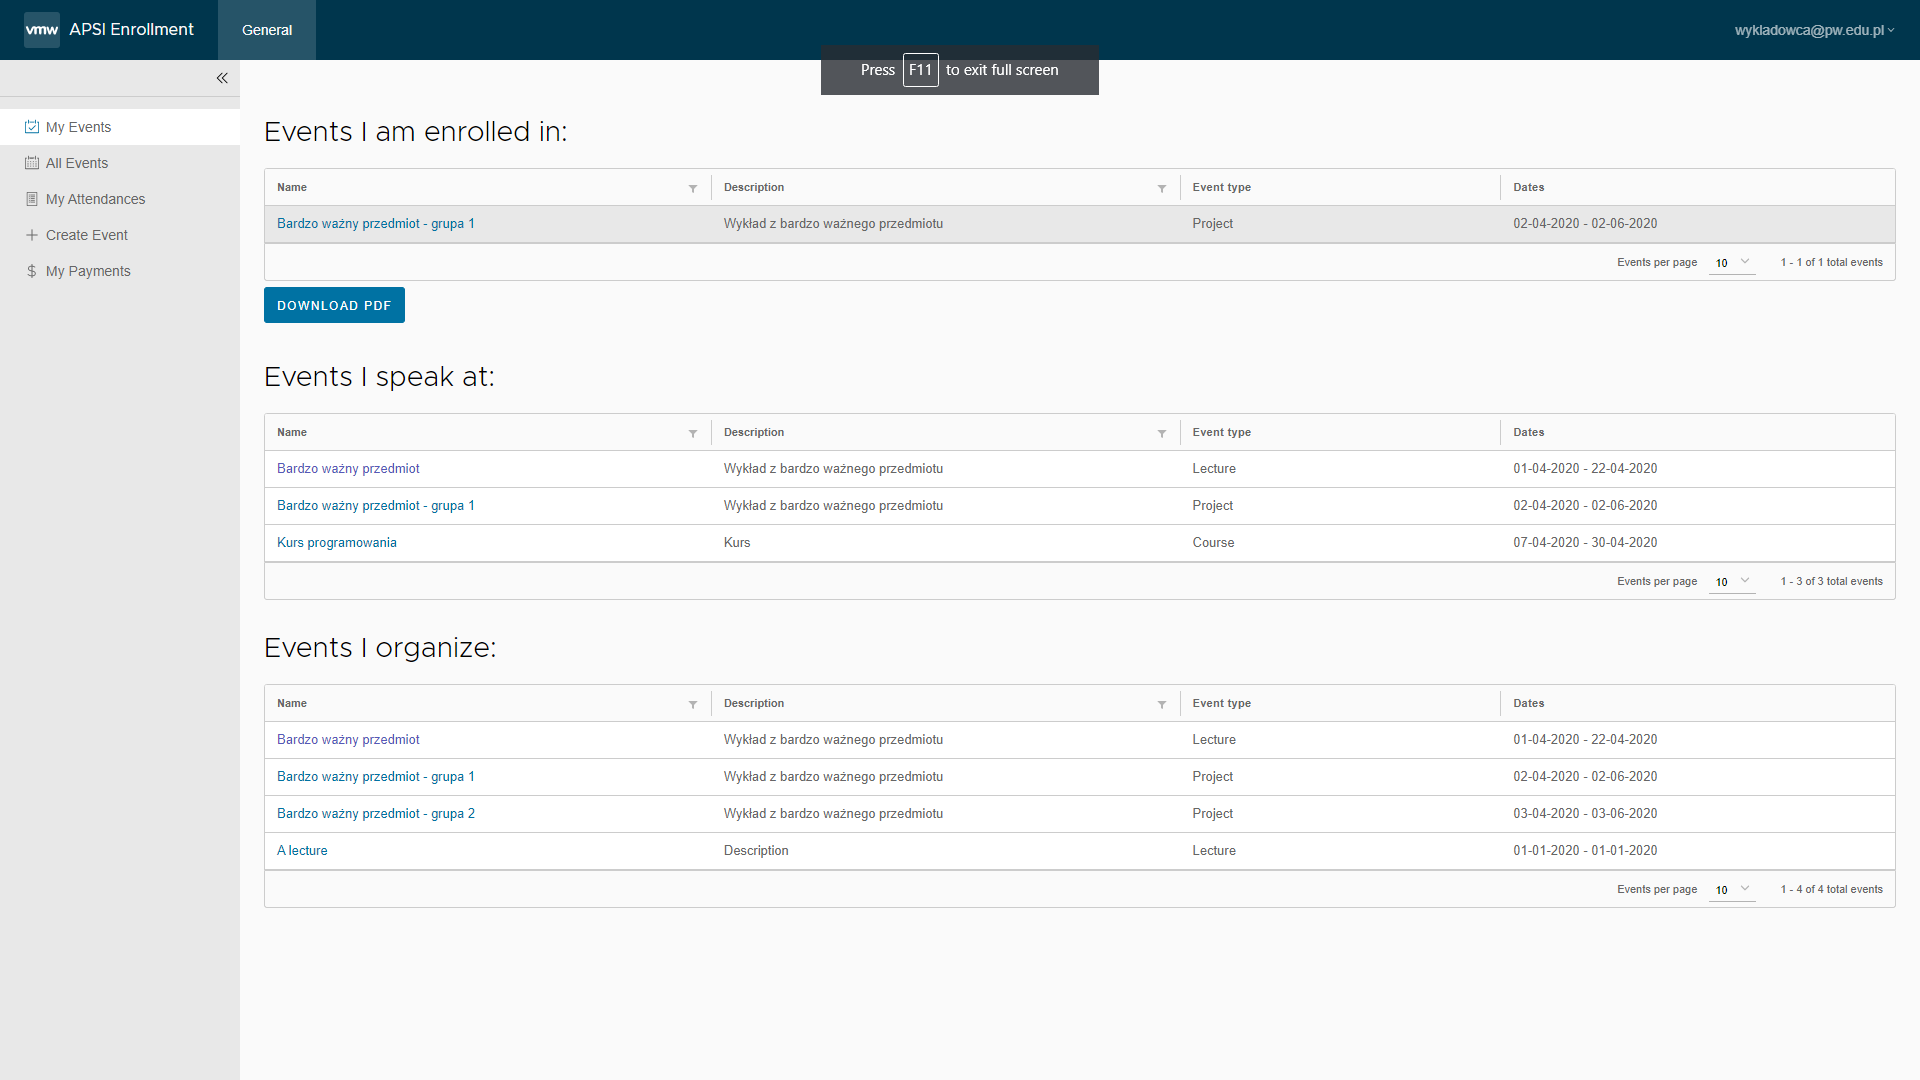 vmw APSI Enrollment General wykladowca@pw.edu.pl
Press F11 to exit full screen
My Events
All Events
My Attendances
Create Event
My Payments
Events I am enrolled in:
Name Description Event type Dates
Bardzo ważny przedmiot - grupa 1 Wykład z bardzo ważnego przedmiotu Project 02-04-2020 - 02-06-2020
Events per page 10 1 - 1 of 1 total events
DOWNLOAD PDF
Events I speak at:
Name Description Event type Dates
Bardzo ważny przedmiot Wykład z bardzo ważnego przedmiotu Lecture 01-04-2020 - 22-04-2020
Bardzo ważny przedmiot - grupa 1 Wykład z bardzo ważnego przedmiotu Project 02-04-2020 - 02-06-2020
Kurs programowania Kurs Course 07-04-2020 - 30-04-2020
Events per page 10 1 - 3 of 3 total events
Events I organize:
Name Description Event type Dates
Bardzo ważny przedmiot Wykład z bardzo ważnego przedmiotu Lecture 01-04-2020 - 22-04-2020
Bardzo ważny przedmiot - grupa 1 Wykład z bardzo ważnego przedmiotu Project 02-04-2020 - 02-06-2020
Bardzo ważny przedmiot - grupa 2 Wykład z bardzo ważnego przedmiotu Project 03-04-2020 - 03-06-2020
A lecture Description Lecture 01-01-2020 - 01-01-2020
Events per page 10 1 - 4 of 4 total events